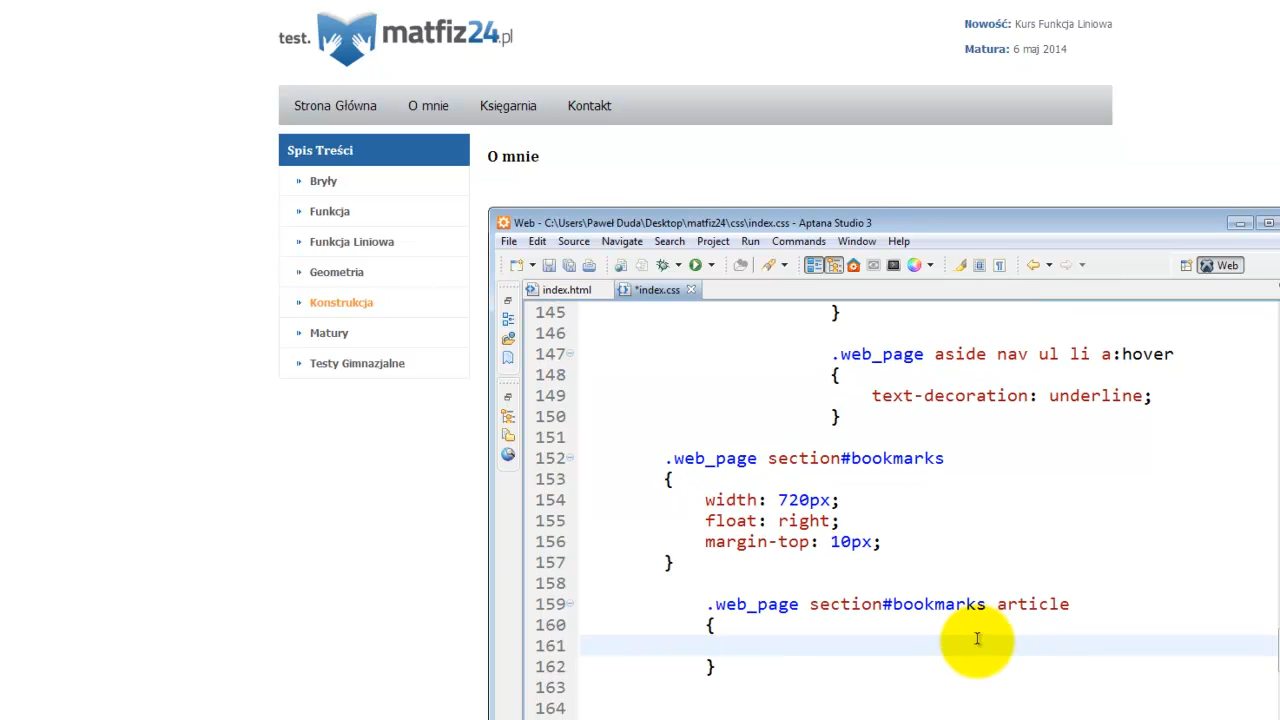 test. matfiz24.pl
Nowość: Kurs Funkcja Liniowa
Matura: 6 maj 2014
Strona Główna O mnie Księgarnia Kontakt
Spis Treści
Bryły
Funkcja
Funkcja Liniowa
Geometria
Konstrukcja
Matury
Testy Gimnazjalne
O mnie
Web - C:\Users\Paweł Duda\Desktop\matfiz24\css\index.css - Aptana Studio 3
File Edit Source Navigate Search Project Run Commands Window Help
Web
index.html *index.css
145 }
146
147 .web_page aside nav ul li a:hover
148 {
149 text-decoration: underline;
150 }
151
152 .web_page section#bookmarks
153 {
154 width: 720px;
155 float: right;
156 margin-top: 10px;
157 }
158
159 .web_page section#bookmarks article
160 {
161
162 }
163
164